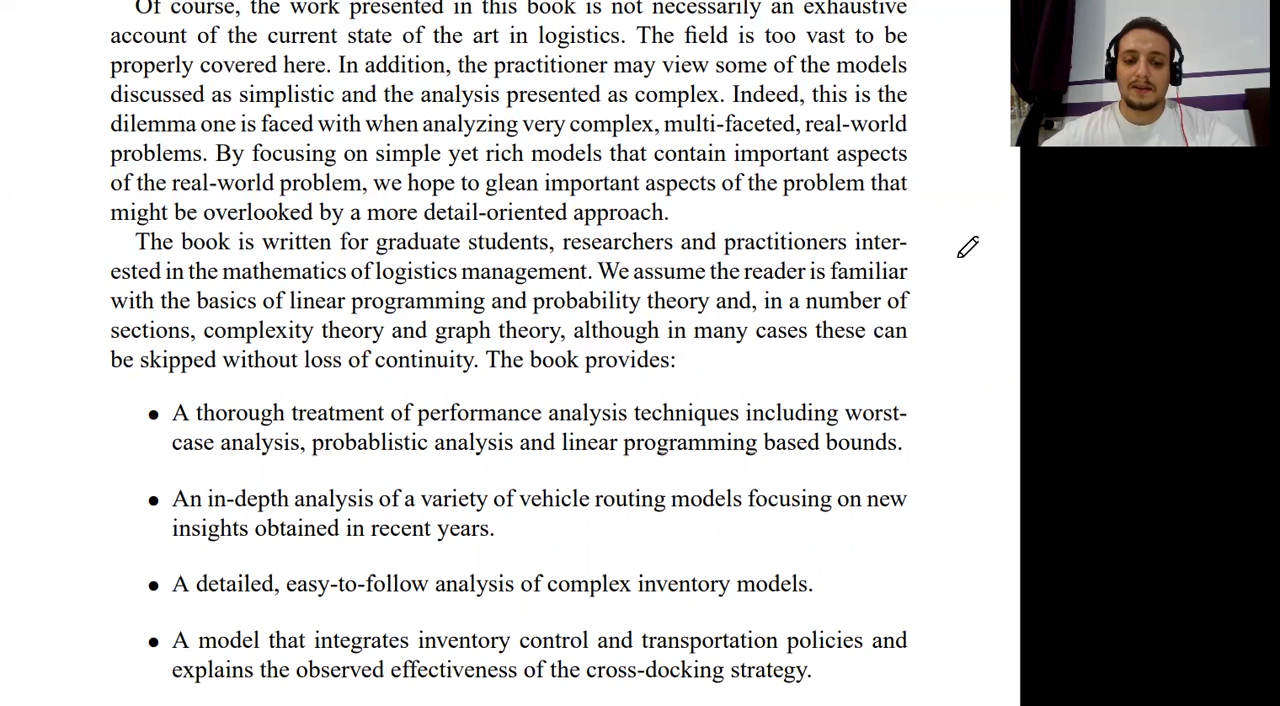 Of course, the work presented in this book is not necessarily an exhaustive
account of the current state of the art in logistics. The field is too vast to be
properly covered here. In addition, the practitioner may view some of the models
discussed as simplistic and the analysis presented as complex. Indeed, this is the
dilemma one is faced with when analyzing very complex, multi-faceted, real-world
problems. By focusing on simple yet rich models that contain important aspects
of the real-world problem, we hope to glean important aspects of the problem that
might be overlooked by a more detail-oriented approach.
The book is written for graduate students, researchers and practitioners inter-
ested in the mathematics of logistics management. We assume the reader is familiar
with the basics of linear programming and probability theory and, in a number of
sections, complexity theory and graph theory, although in many cases these can
be skipped without loss of continuity. The book provides:
• A thorough treatment of performance analysis techniques including worst-
case analysis, probablistic analysis and linear programming based bounds.
• An in-depth analysis of a variety of vehicle routing models focusing on new
insights obtained in recent years.
• A detailed, easy-to-follow analysis of complex inventory models.
• A model that integrates inventory control and transportation policies and
explains the observed effectiveness of the cross-docking strategy.